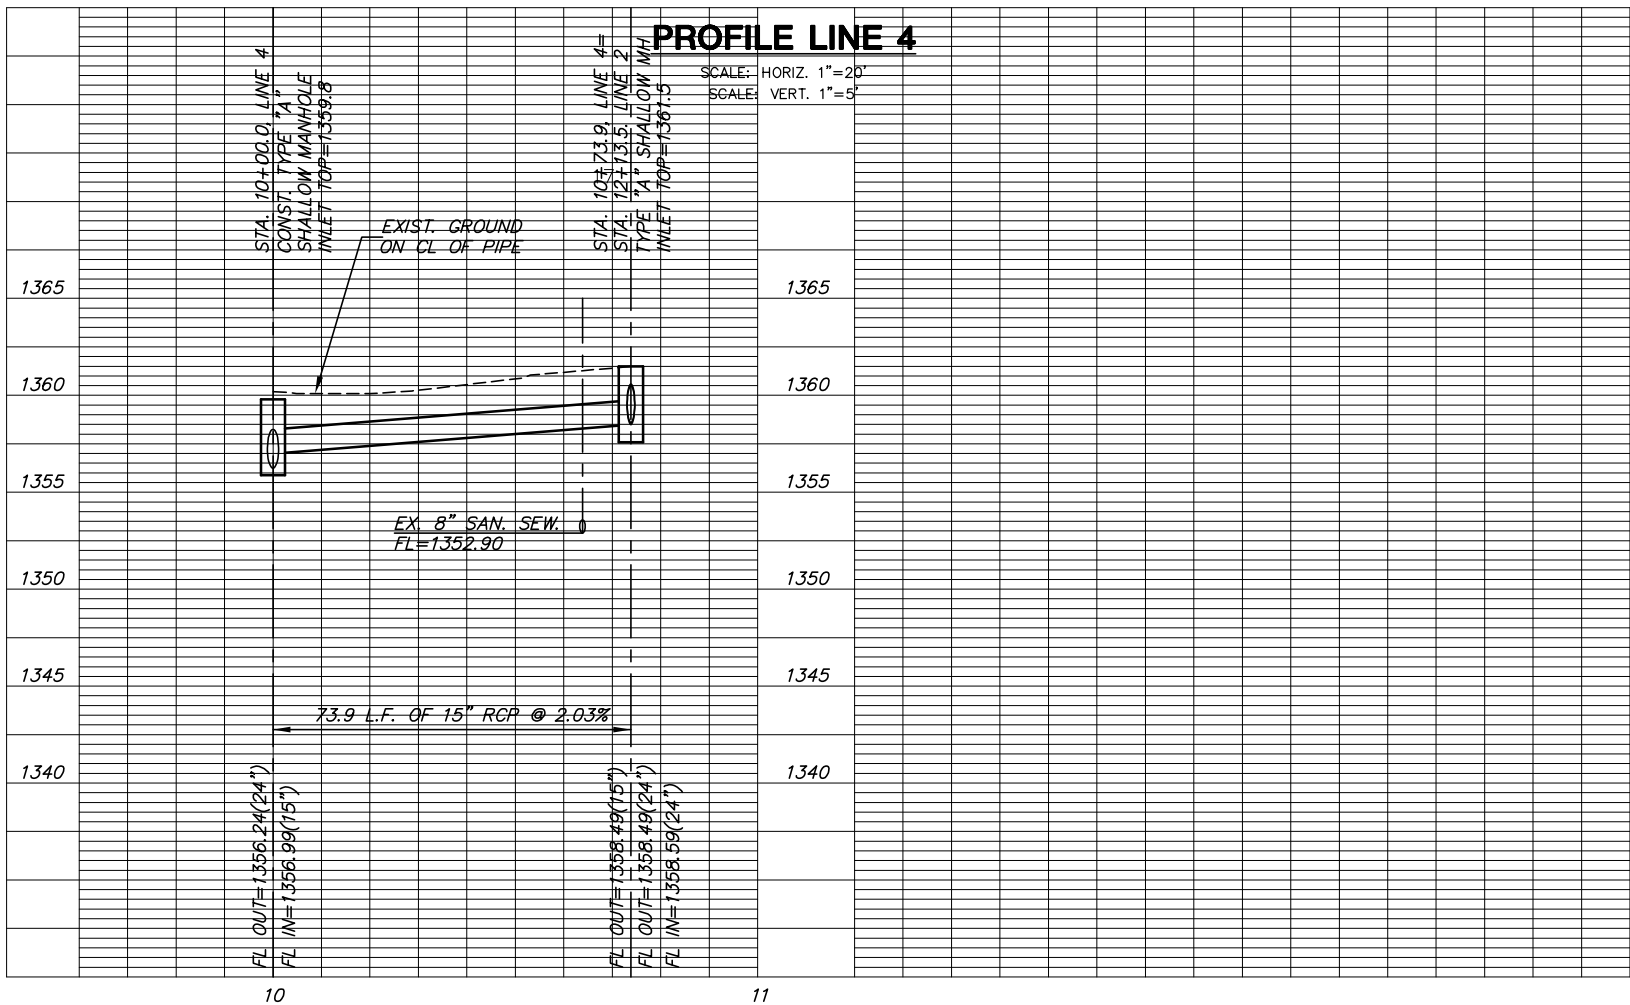 PROFILE LINE 4
SCALE: HORIZ. 1"=20'
SCALE: VERT. 1"=5'
STA. 10+00.0, LINE 4
CONST. TYPE "A"
SHALLOW MANHOLE
INLET TOP=1359.8
STA. 10+73.9, LINE 4=
STA. 12+13.5, LINE 2
TYPE "A" SHALLOW MH
INLET TOP=1361.5
EXIST. GROUND
ON CL OF PIPE
1365
1365
1360
1360
1355
1355
EX. 8" SAN. SEW.
FL=1352.90
1350
1350
1345
1345
73.9 L.F. OF 15" RCP @ 2.03%
1340
1340
FL OUT=1356.24(24")
FL IN=1356.99(15")
FL OUT=1358.49(15")
FL OUT=1358.49(24")
FL IN=1358.59(24")
10
11